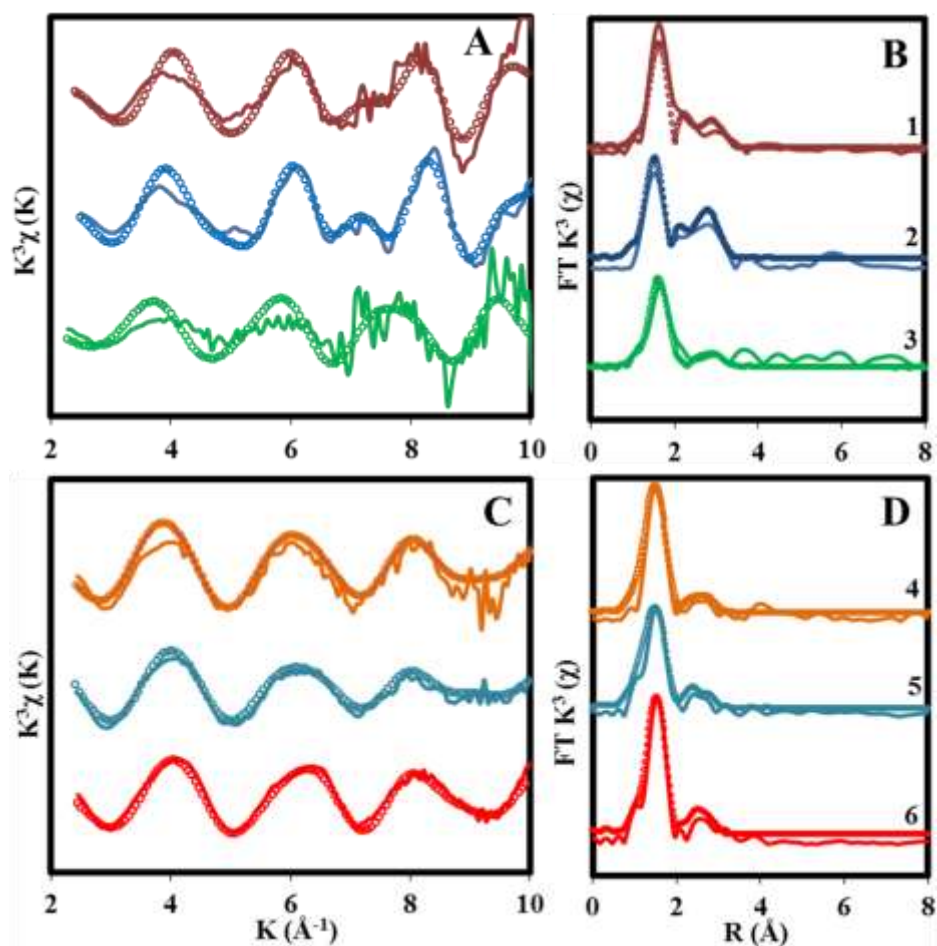 A
B
K³χ (K)
FT K³ (χ)
1
2
3
2 4 6 8 10
0 2 4 6 8
C
D
K³χ (K)
FT K³ (χ)
4
5
6
2 4 6 8 10
0 2 4 6 8
K (Å⁻¹)
R (Å)